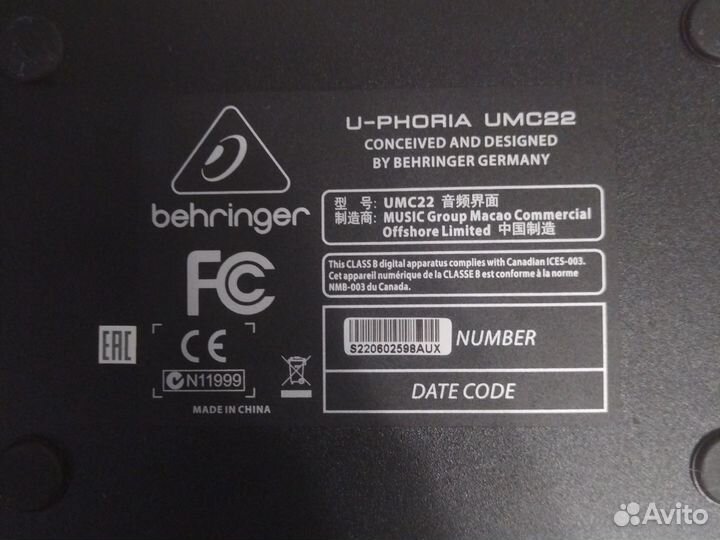 behringer
U-PHORIA UMC22
CONCEIVED AND DESIGNED
BY BEHRINGER GERMANY
型 号: UMC22 音频界面
制造商: MUSIC Group Macao Commercial
Offshore Limited 中国制造
This CLASS B digital apparatus complies with Canadian ICES-003.
Cet appareil numérique de la CLASSE B est conforme à la norme
NMB-003 du Canada.
FC
EAC
CE
N11999
MADE IN CHINA
S220602598AUX
NUMBER
DATE CODE
Avito